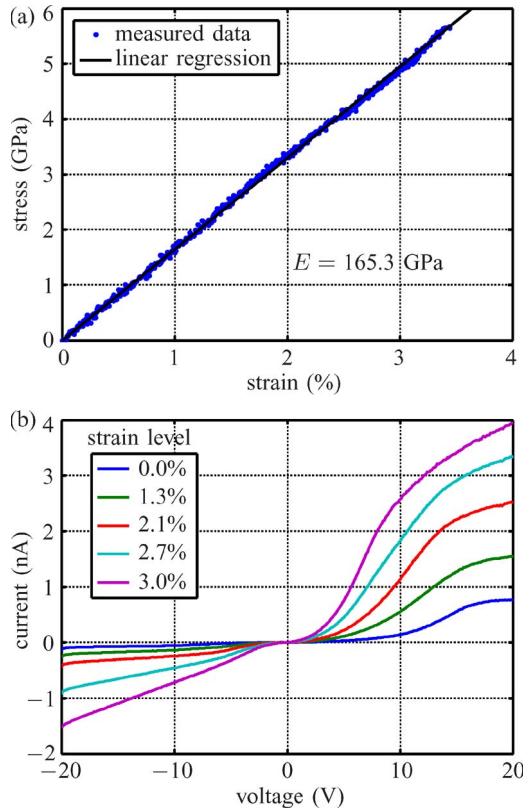 (a)
6
measured data
linear regression
5
4
stress (GPa)
3
2
E = 165.3 GPa
1
0
0 1 2 3 4
strain (%)
(b)
4
strain level
0.0%
3
1.3%
2.1%
2
2.7%
3.0%
1
current (nA)
0
−1
−2
−20 −10 0 10 20
voltage (V)